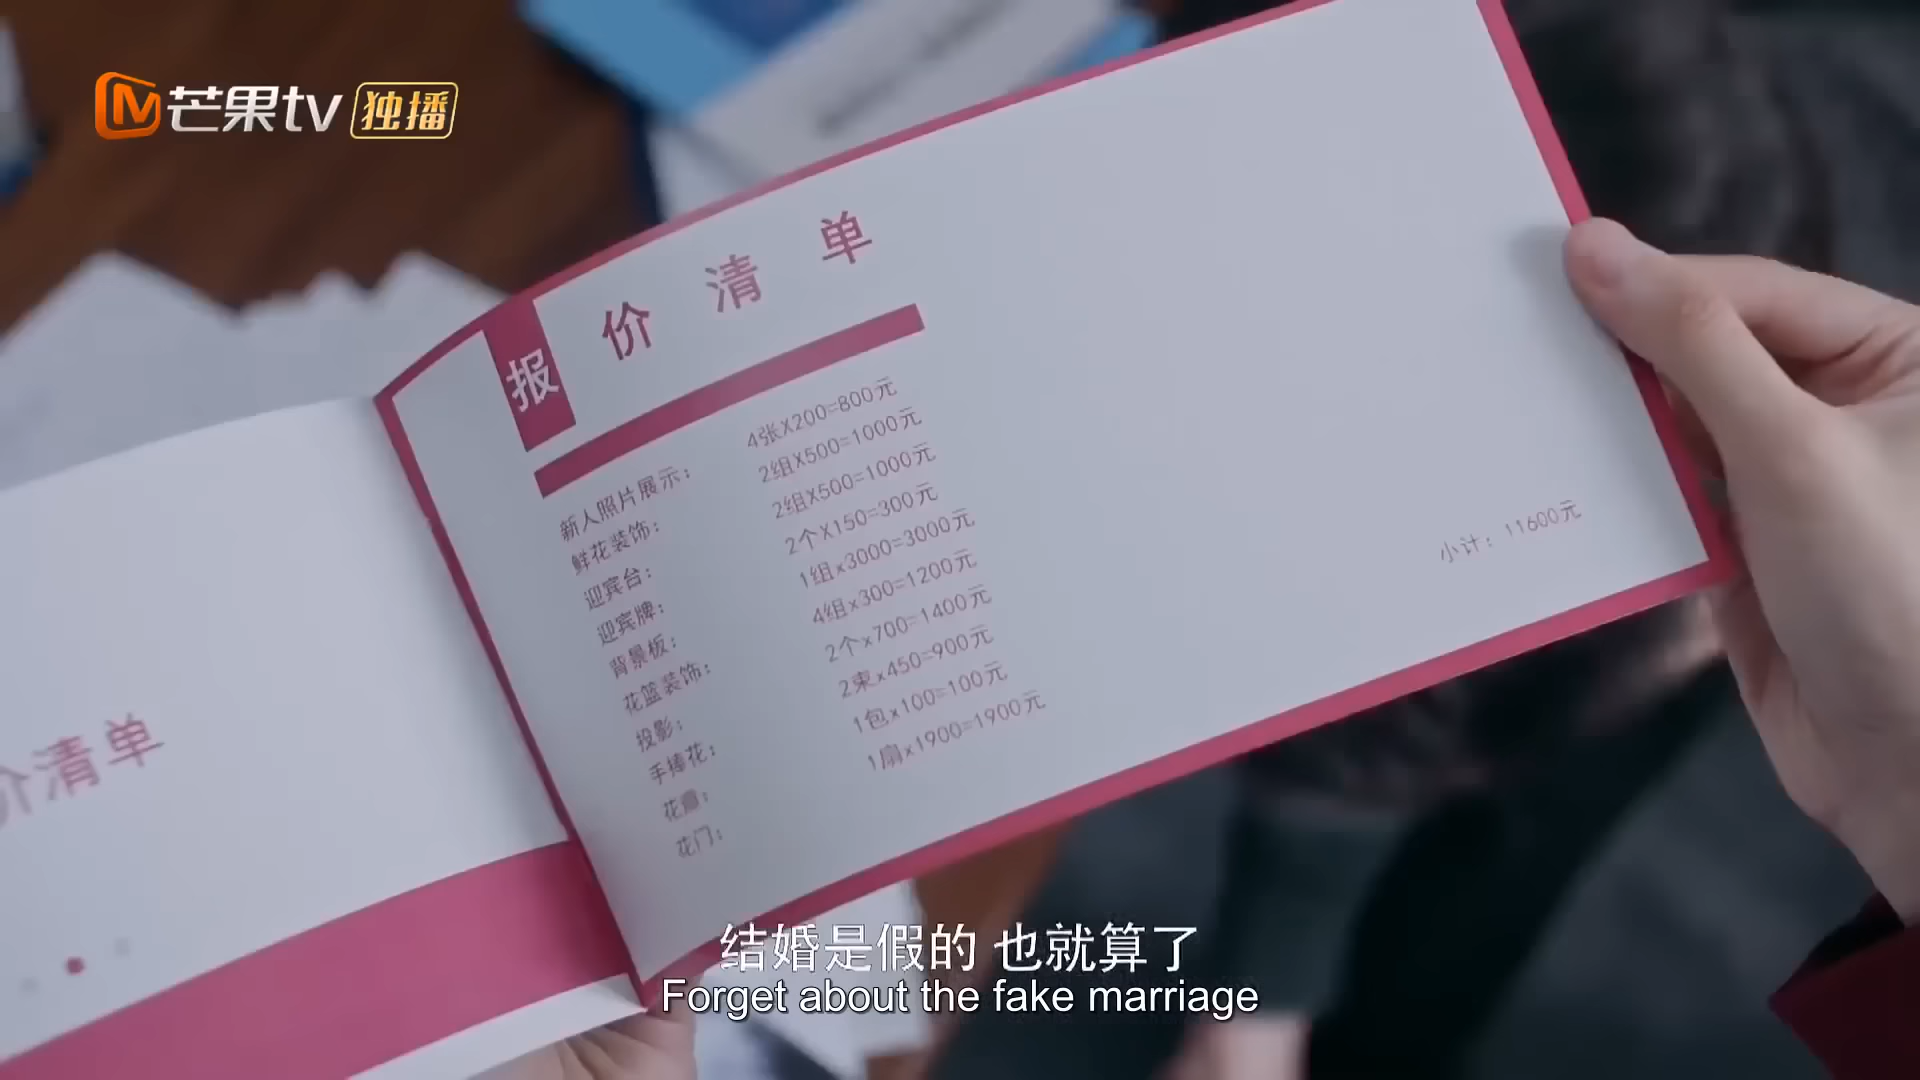 芒果tv 独播
报价清单
新人照片展示： 4张X200=800元
鲜花装饰： 2组X500=1000元
迎宾台： 2组X500=1000元
迎宾牌： 2个X150=300元
背景板： 1组x3000=3000元
花篮装饰： 4组x300=1200元
投影： 2个x700=1400元
手捧花： 2束x450=900元
花瓣： 1包x100=100元
花门： 1扇x1900=1900元
小计：11600元
价清单
结婚是假的 也就算了
Forget about the fake marriage